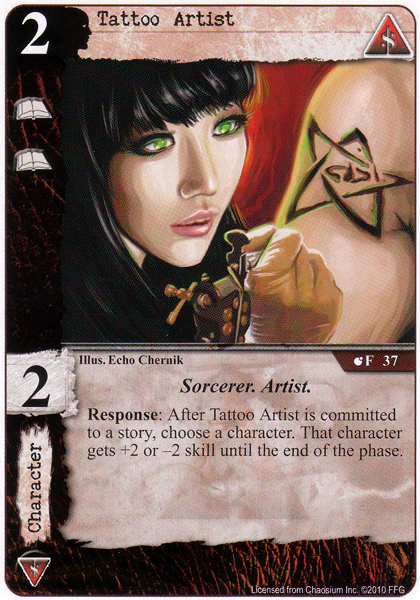 2
Tattoo Artist
Illus. Echo Chernik
F 37
2
Sorcerer. Artist.
Response: After Tattoo Artist is committed
to a story, choose a character. That character
gets +2 or –2 skill until the end of the phase.
Character
Licensed from Chaosium Inc. ©2010 FFG